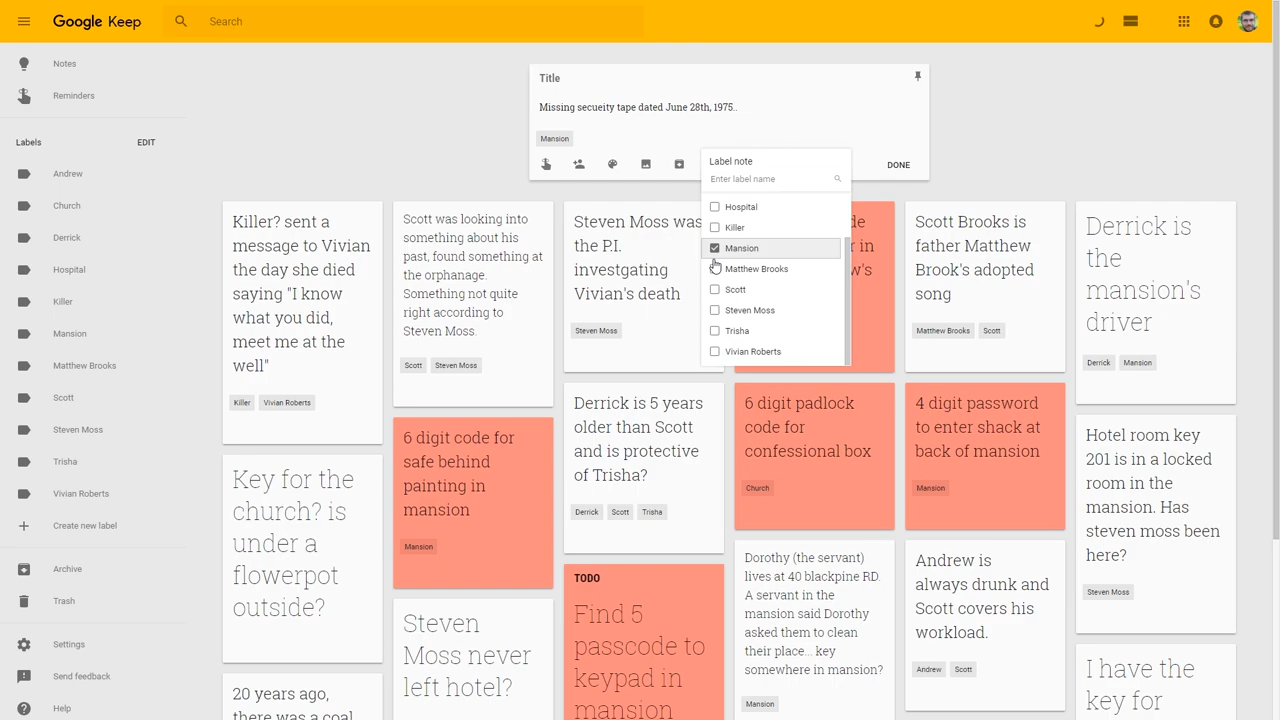 Google Keep
Search
Notes
Reminders
Labels
EDIT
Andrew
Church
Derrick
Hospital
Killer
Mansion
Matthew Brooks
Scott
Steven Moss
Trisha
Vivian Roberts
Create new label
Archive
Trash
Settings
Send feedback
Help
Title
Missing secueity tape dated June 28th, 1975..
Mansion
DONE
Label note
Enter label name
Hospital
Killer
Mansion
Matthew Brooks
Scott
Steven Moss
Trisha
Vivian Roberts
Killer? sent a
message to Vivian
the day she died
saying "I know
what you did,
meet me at the
well"
Killer
Vivian Roberts
Key for the
church? is
under a
flowerpot
outside?
20 years ago,
there was a coal
Scott was looking into
something about his
past, found something at
the orphanage.
Something not quite
right according to
Steven Moss.
Scott
Steven Moss
6 digit code for
safe behind
painting in
mansion
Mansion
Steven
Moss never
left hotel?
Steven Moss was
the P.I.
investgating
Vivian's death
Steven Moss
Derrick is 5 years
older than Scott
and is protective
of Trisha?
Derrick
Scott
Trisha
TODO
Find 5
passcode to
keypad in
mansion
de
r in
w's
6 digit padlock
code for
confessional box
Church
Dorothy (the servant)
lives at 40 blackpine RD.
A servant in the
mansion said Dorothy
asked them to clean
their place... key
somewhere in mansion?
Mansion
Scott Brooks is
father Matthew
Brook's adopted
song
Matthew Brooks
Scott
4 digit password
to enter shack at
back of mansion
Mansion
Andrew is
always drunk and
Scott covers his
workload.
Andrew
Scott
Derrick is
the
mansion's
driver
Derrick
Mansion
Hotel room key
201 is in a locked
room in the
mansion. Has
steven moss been
here?
Steven Moss
I have the
key for